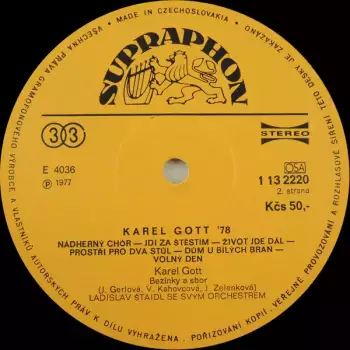 MADE IN CZECHOSLOVAKIA • VŠECHNA PRÁVA GRAMOFONOVÉHO VÝROBCE A VLASTNÍKŮ AUTORSKÝCH PRÁV K DÍLU VYHRAŽENA. POŘIZOVÁNÍ KOPIÍ, VEŘEJNÉ PROVOZOVÁNÍ A ROZHLASOVÉ ŠÍŘENÍ TÉTO DESKY JE ZAKÁZÁNO
SUPRAPHON
33
STEREO
E 4036
℗ 1977
OSA
1 13 2220
2. strana
Kčs 50,-
KAREL GOTT '78
NÁDHERNÝ CHÓR — JDI ZA ŠTĚSTÍM — ŽIVOT JDE DÁL —
PROSTŘI PRO DVA STŮL — DŮM U BÍLÝCH BRAN —
VOLNÝ DEN
Karel Gott
Bezinky a sbor
(J. Gerlová, V. Kahovcová, J. Zelenková)
LADISLAV ŠTAIDL SE SVÝM ORCHESTREM